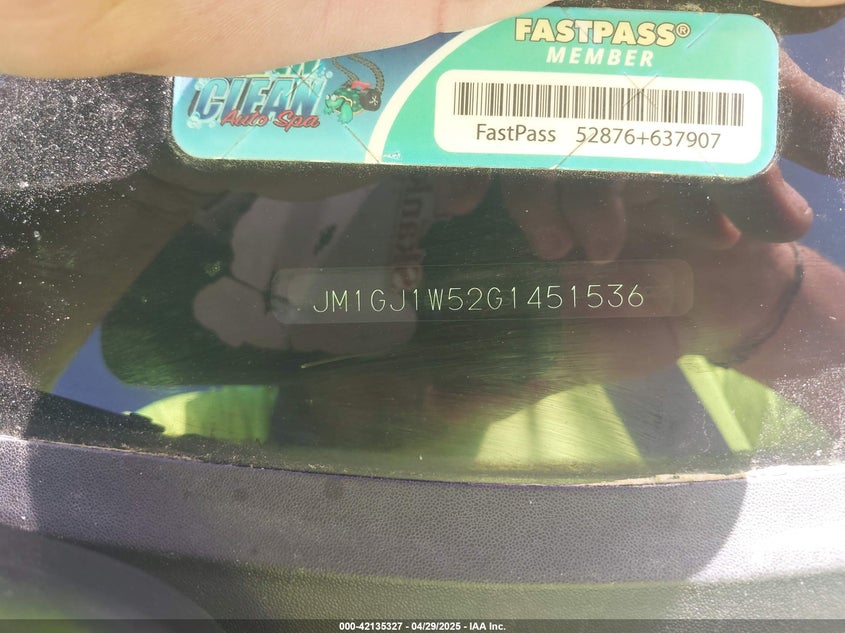 FASTPASS®
MEMBER
CLEAN
Auto Spa
FastPass 52876+637907
JM1GJ1W52G1451536
000-42135327 - 04/29/2025 - IAA Inc.